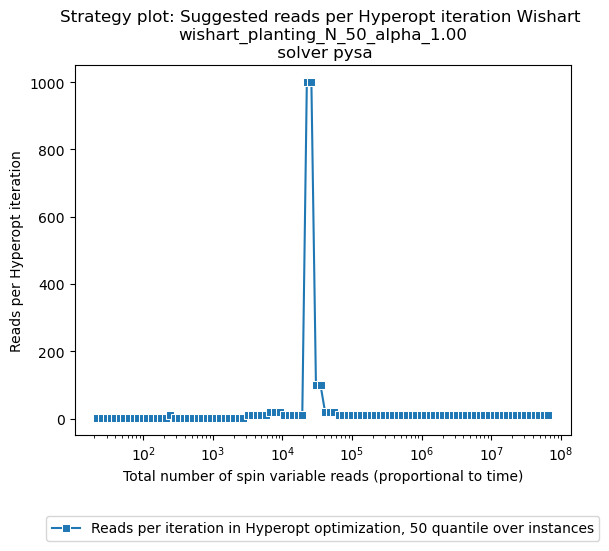 Strategy plot: Suggested reads per Hyperopt iteration Wishart
wishart_planting_N_50_alpha_1.00
solver pysa
Reads per Hyperopt iteration
1000
800
600
400
200
0
10² 10³ 10⁴ 10⁵ 10⁶ 10⁷ 10⁸
Total number of spin variable reads (proportional to time)
Reads per iteration in Hyperopt optimization, 50 quantile over instances